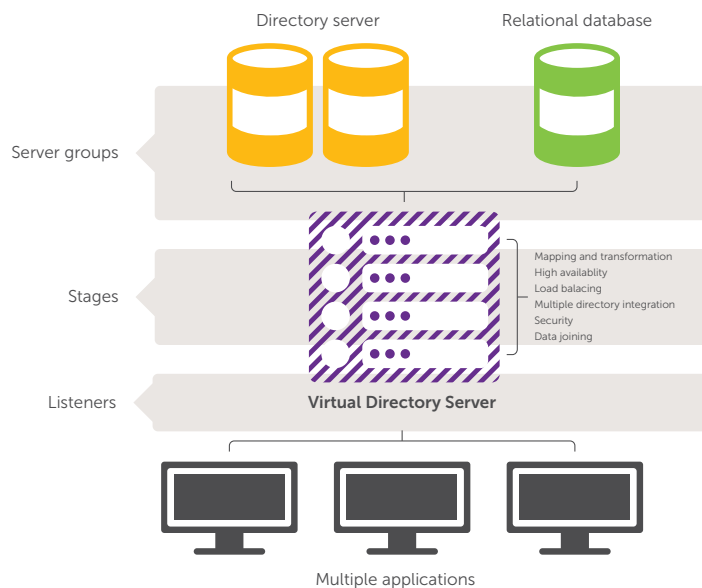 Directory server
Relational database
Server groups
Stages
Mapping and transformation
High availablity
Load balacing
Multiple directory integration
Security
Data joining
Listeners
Virtual Directory Server
Multiple applications